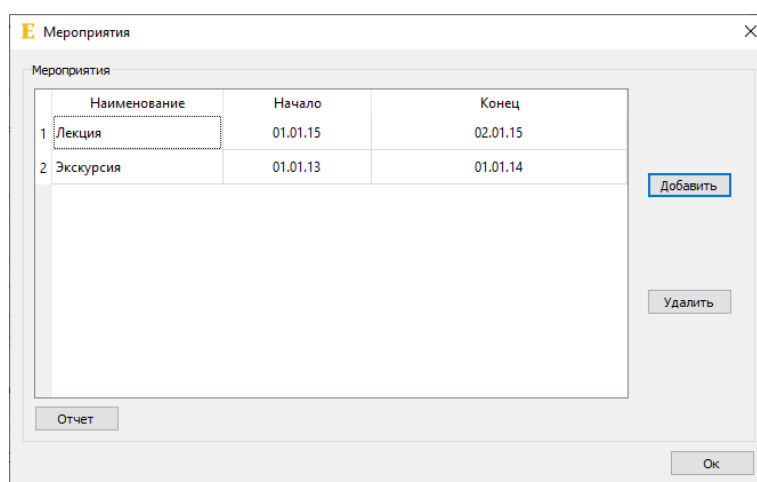 E Мероприятия
Мероприятия
Наименование Начало Конец
1 Лекция 01.01.15 02.01.15
2 Экскурсия 01.01.13 01.01.14
Добавить
Удалить
Отчет
Ок